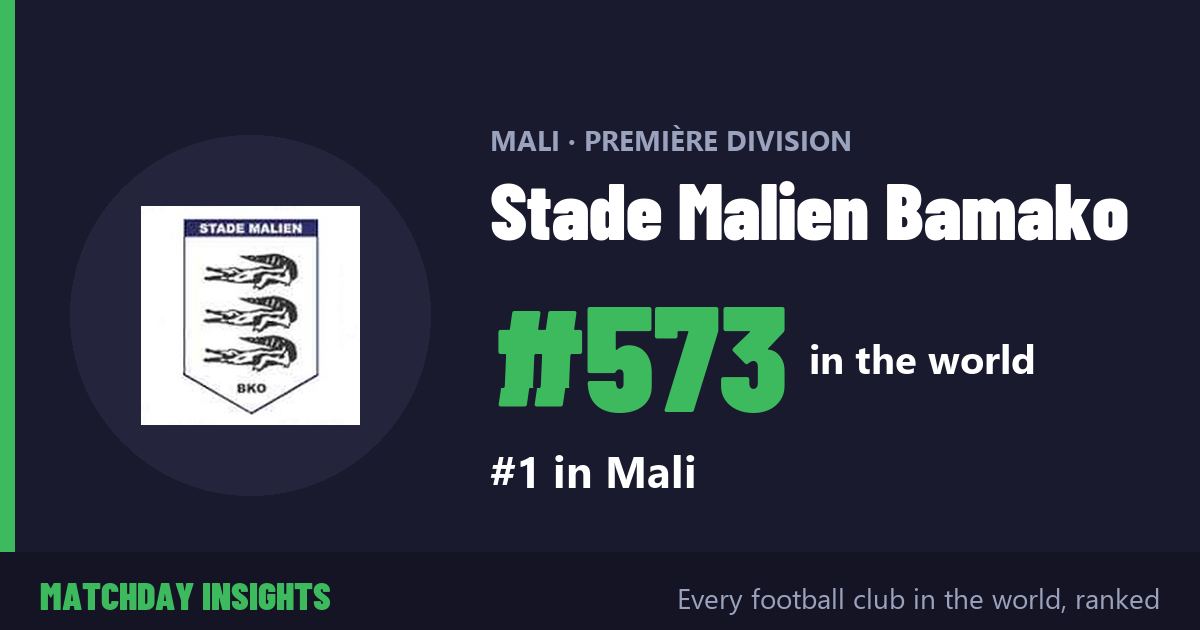 STADE MALIEN
BKO
MALI · PREMIÈRE DIVISION
Stade Malien Bamako
#573 in the world
#1 in Mali
MATCHDAY INSIGHTS
Every football club in the world, ranked